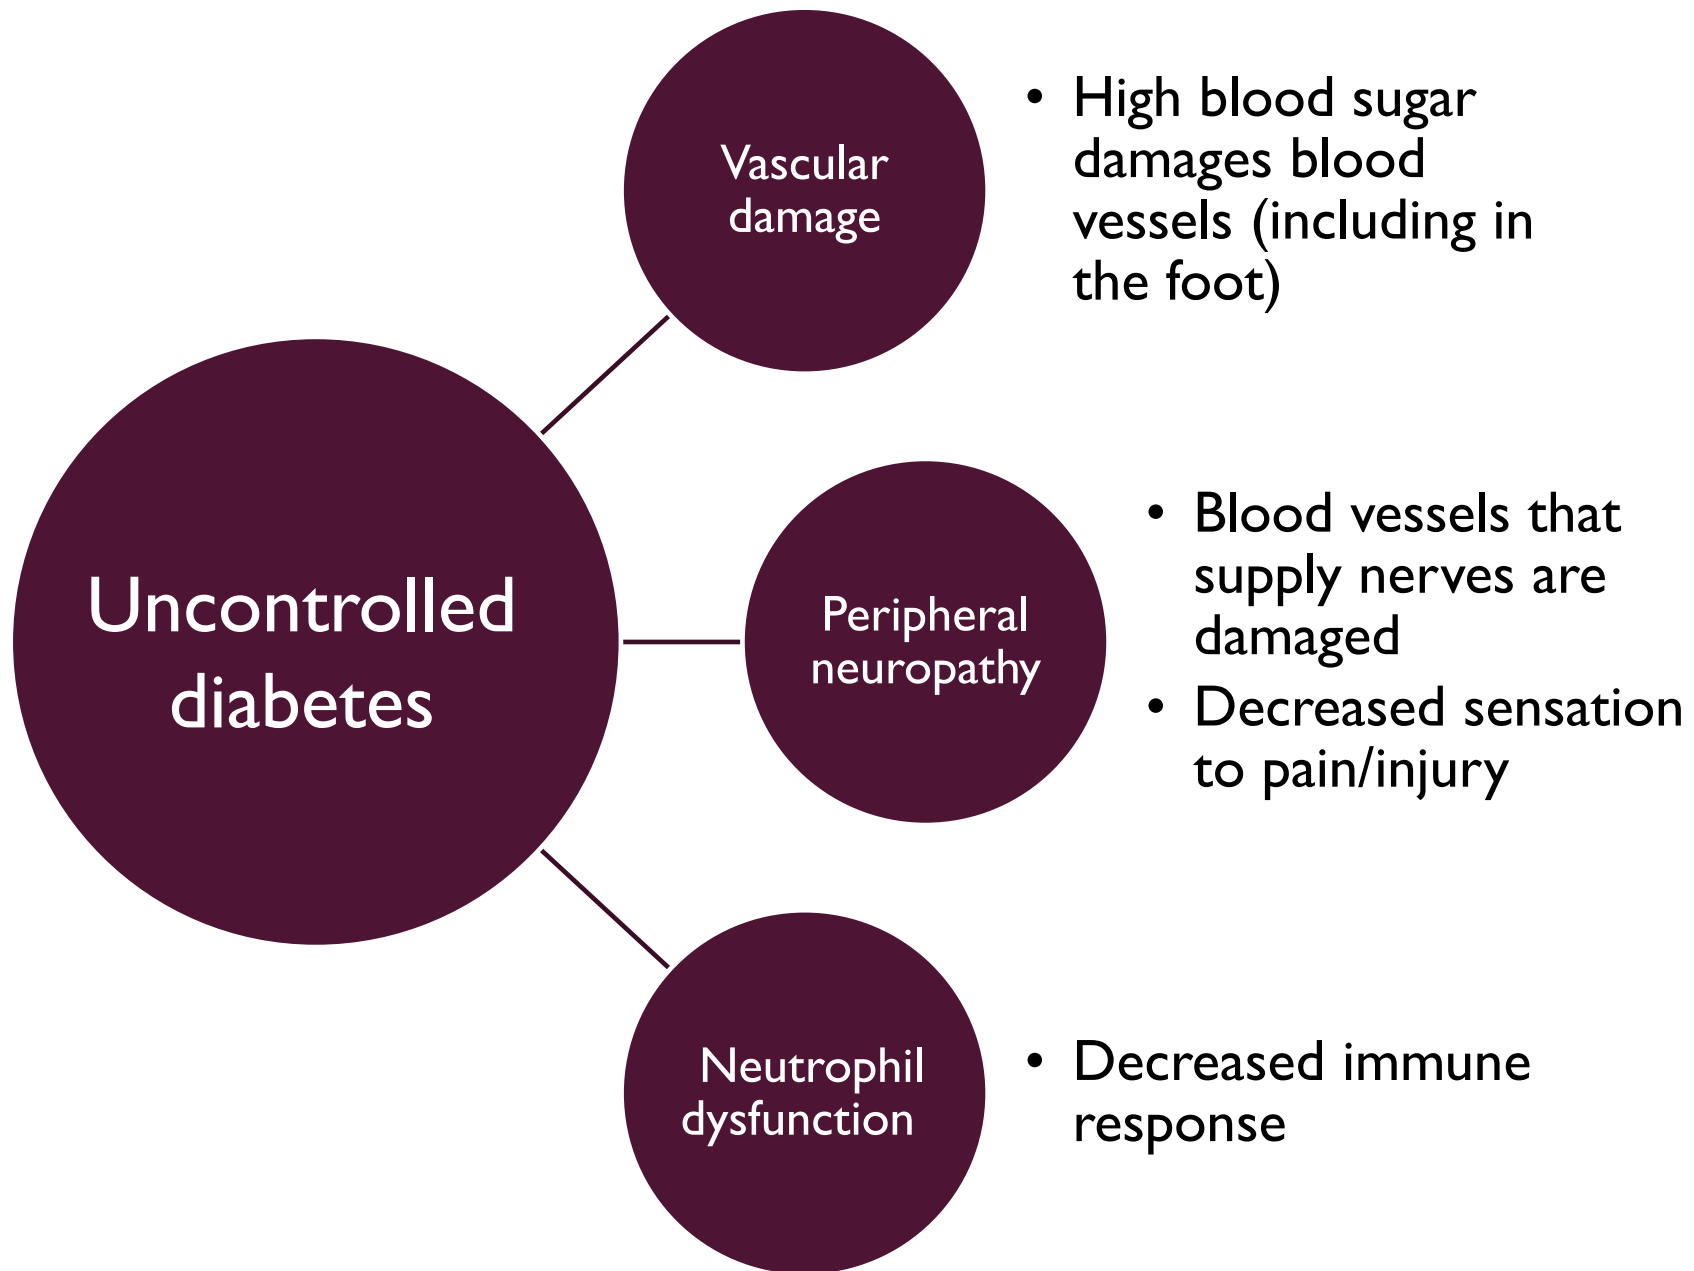 Vascular
damage
• High blood sugar
damages blood
vessels (including in
the foot)
Uncontrolled
diabetes
Peripheral
neuropathy
• Blood vessels that
supply nerves are
damaged
• Decreased sensation
to pain/injury
Neutrophil
dysfunction
• Decreased immune
response